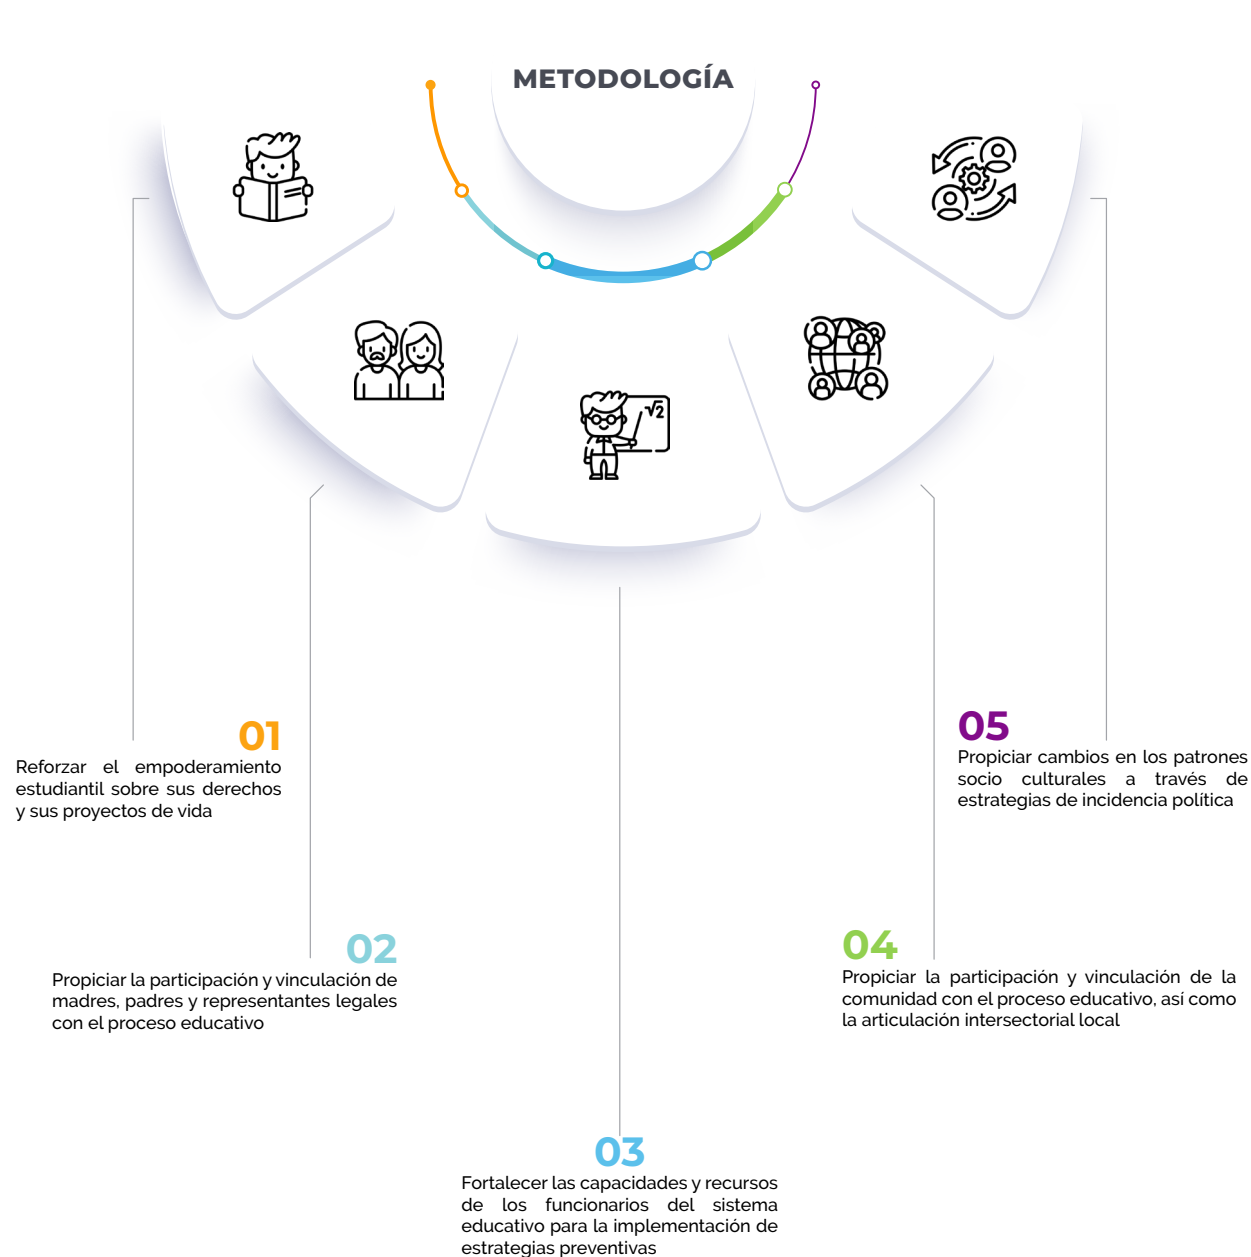 METODOLOGÍA
√2
01
Reforzar el empoderamiento
estudiantil sobre sus derechos
y sus proyectos de vida
02
Propiciar la participación y vinculación de
madres, padres y representantes legales
con el proceso educativo
03
Fortalecer las capacidades y recursos
de los funcionarios del sistema
educativo para la implementación de
estrategias preventivas
04
Propiciar la participación y vinculación de la
comunidad con el proceso educativo, así como
la articulación intersectorial local
05
Propiciar cambios en los patrones
socio culturales a través de
estrategias de incidencia política